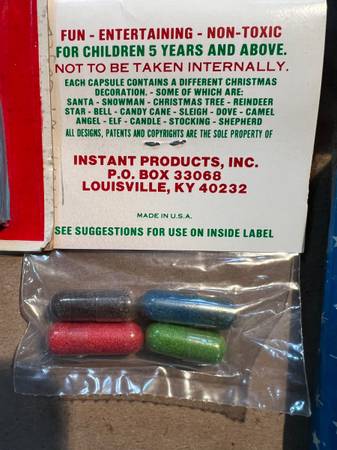 FUN - ENTERTAINING - NON-TOXIC
FOR CHILDREN 5 YEARS AND ABOVE.
NOT TO BE TAKEN INTERNALLY.
EACH CAPSULE CONTAINS A DIFFERENT CHRISTMAS
DECORATION. - SOME OF WHICH ARE:
SANTA - SNOWMAN - CHRISTMAS TREE - REINDEER
STAR - BELL - CANDY CANE - SLEIGH - DOVE - CAMEL
ANGEL - ELF - CANDLE - STOCKING - SHEPHERD
ALL DESIGNS, PATENTS AND COPYRIGHTS ARE THE SOLE PROPERTY OF
INSTANT PRODUCTS, INC.
P.O. BOX 33068
LOUISVILLE, KY 40232
MADE IN U.S.A.
SEE SUGGESTIONS FOR USE ON INSIDE LABEL